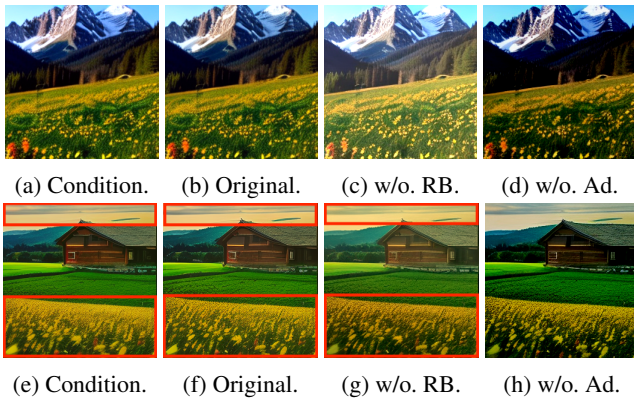 (a) Condition.
(b) Original.
(c) w/o. RB.
(d) w/o. Ad.
(e) Condition.
(f) Original.
(g) w/o. RB.
(h) w/o. Ad.